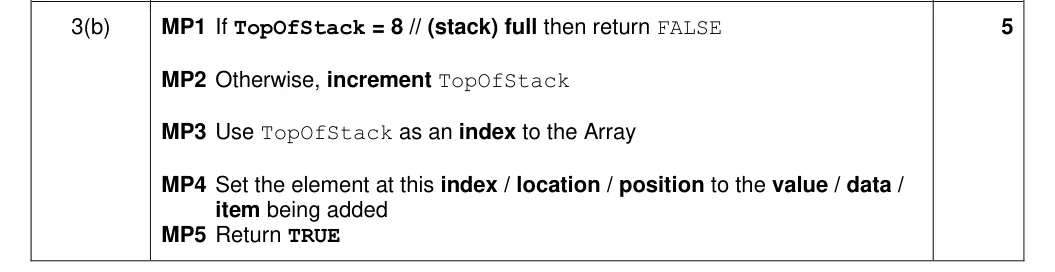 3(b) MP1 If TopOfStack = 8 // (stack) full then return FALSE 5
MP2 Otherwise, increment TopOfStack
MP3 Use TopOfStack as an index to the Array
MP4 Set the element at this index / location / position to the value / data /
item being added
MP5 Return TRUE